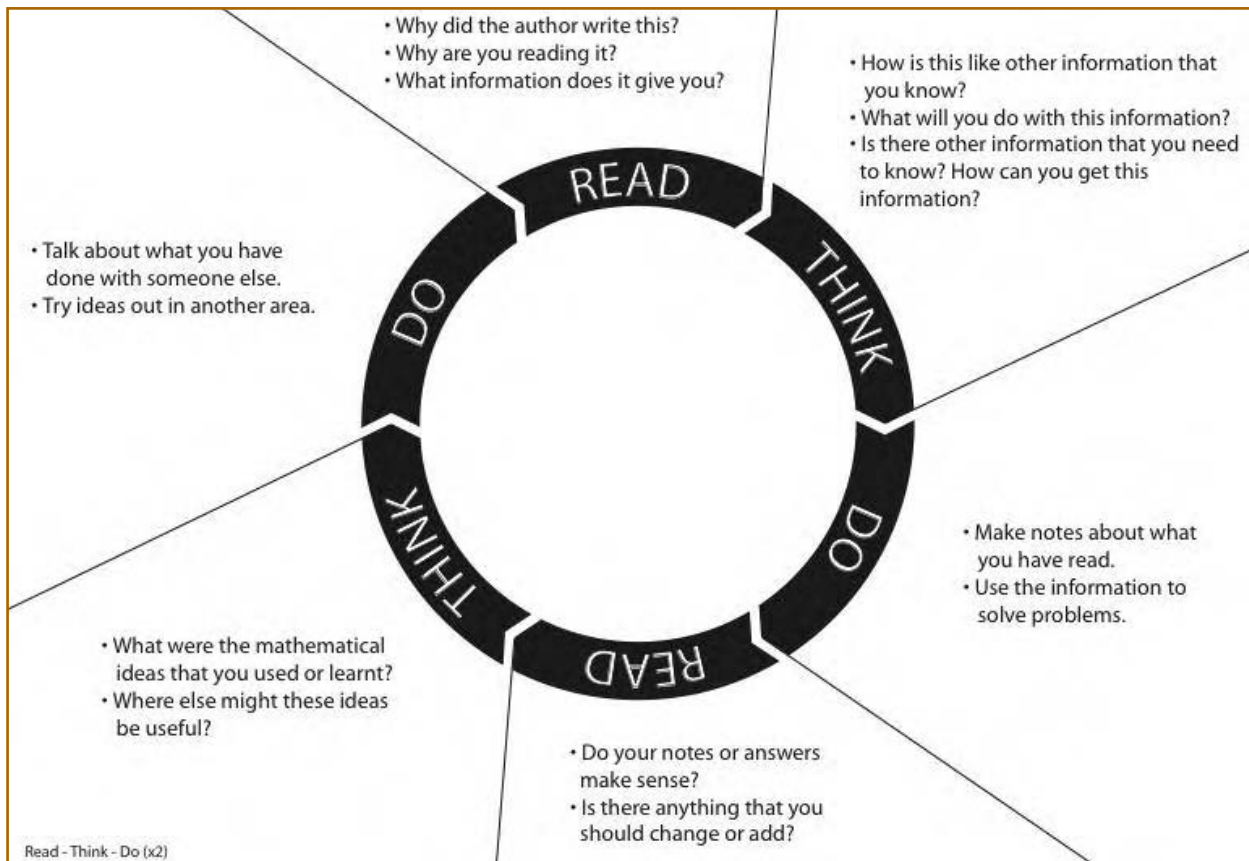 • Why did the author write this?
• Why are you reading it?
• What information does it give you?
READ
• How is this like other information that
you know?
• What will you do with this information?
• Is there other information that you need
to know? How can you get this
information?
THINK
• Make notes about what
you have read.
• Use the information to
solve problems.
DO
• Do your notes or answers
make sense?
• Is there anything that you
should change or add?
READ
• What were the mathematical
ideas that you used or learnt?
• Where else might these ideas
be useful?
THINK
• Talk about what you have
done with someone else.
• Try ideas out in another area.
DO
Read - Think - Do (x2)